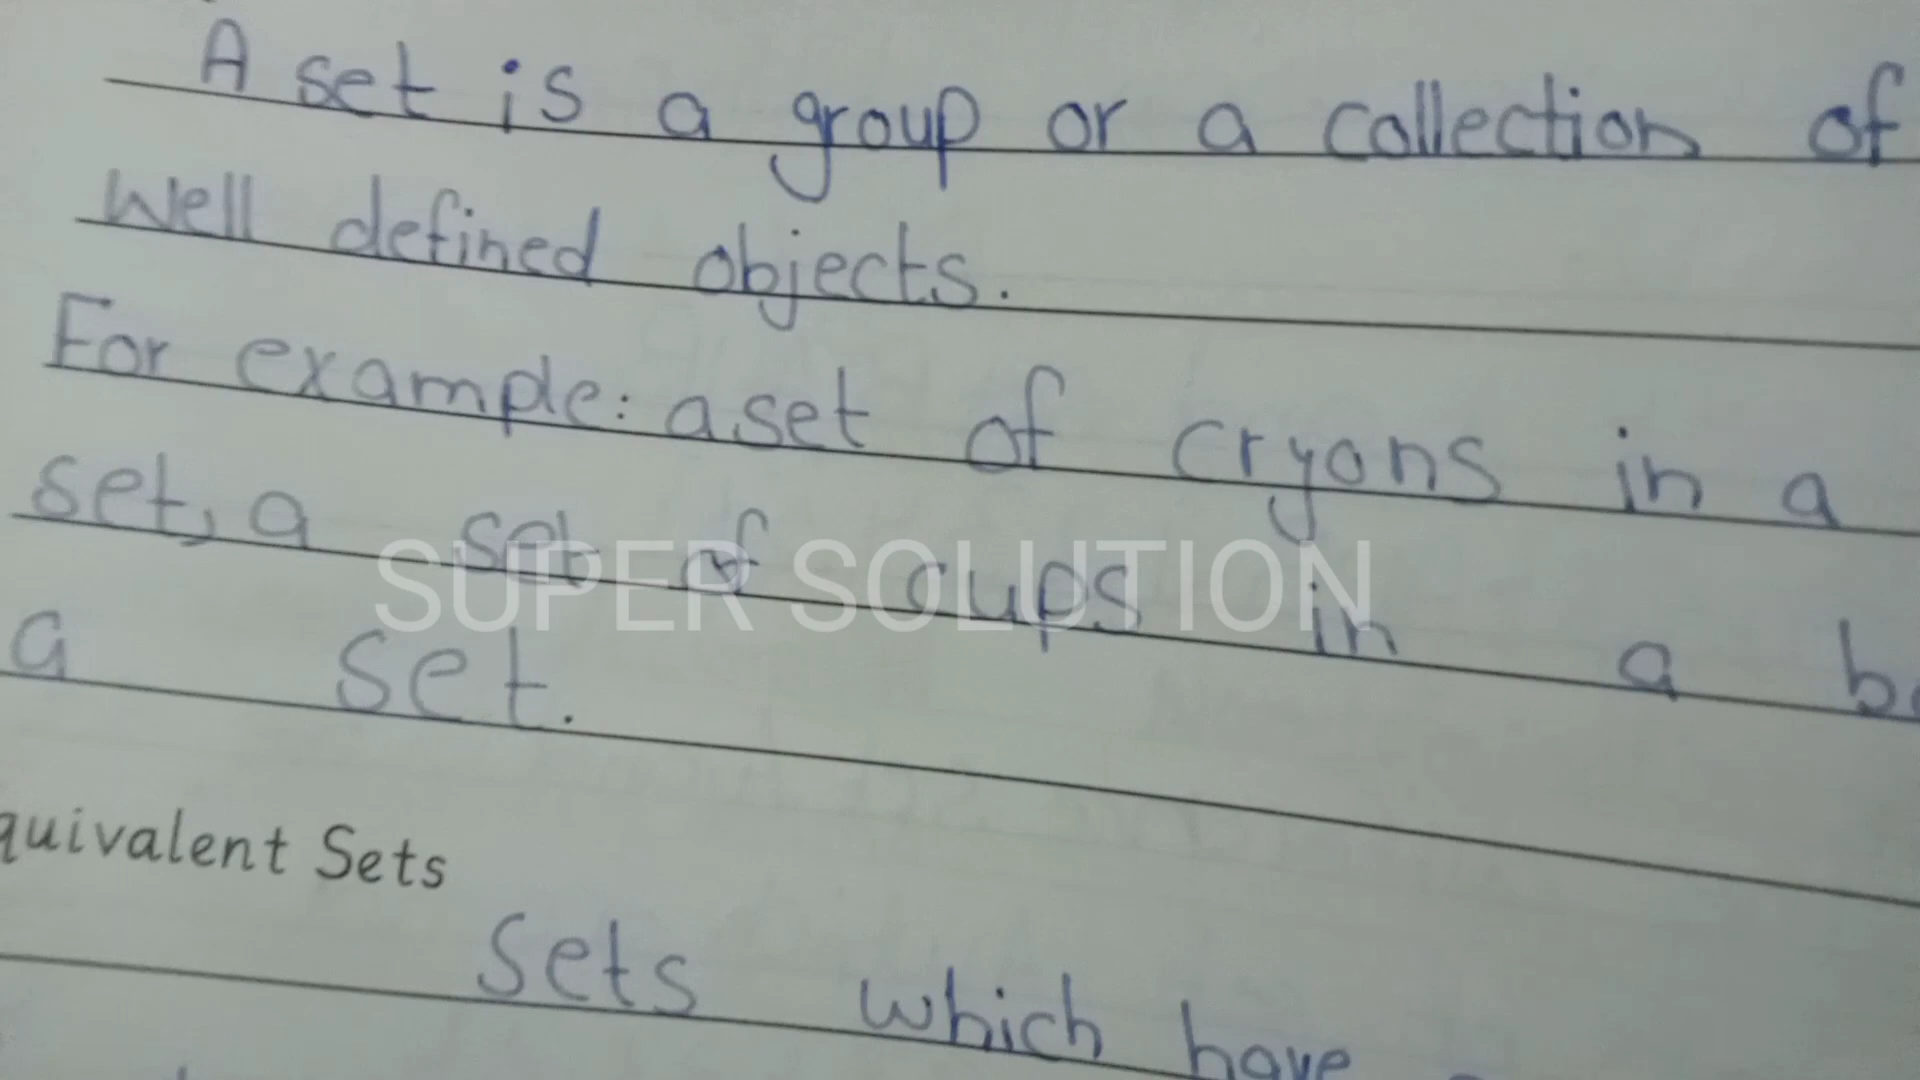 A set is a group or a collection of
Well defined objects.
For example: a set of cryons in a
set, a set of cups in a
a set.
SUPER SOLUTION
quivalent Sets
Sets which have